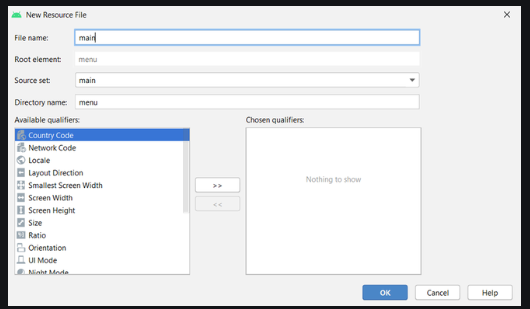 New Resource File
File name: main
Root element: menu
Source set: main
Directory name: menu
Available qualifiers: Chosen qualifiers:
Country Code
Network Code
Locale
Layout Direction
Smallest Screen Width
Screen Width
Screen Height
Size
Ratio
Orientation
UI Mode
Night Mode
>>
<<
Nothing to show
OK Cancel Help